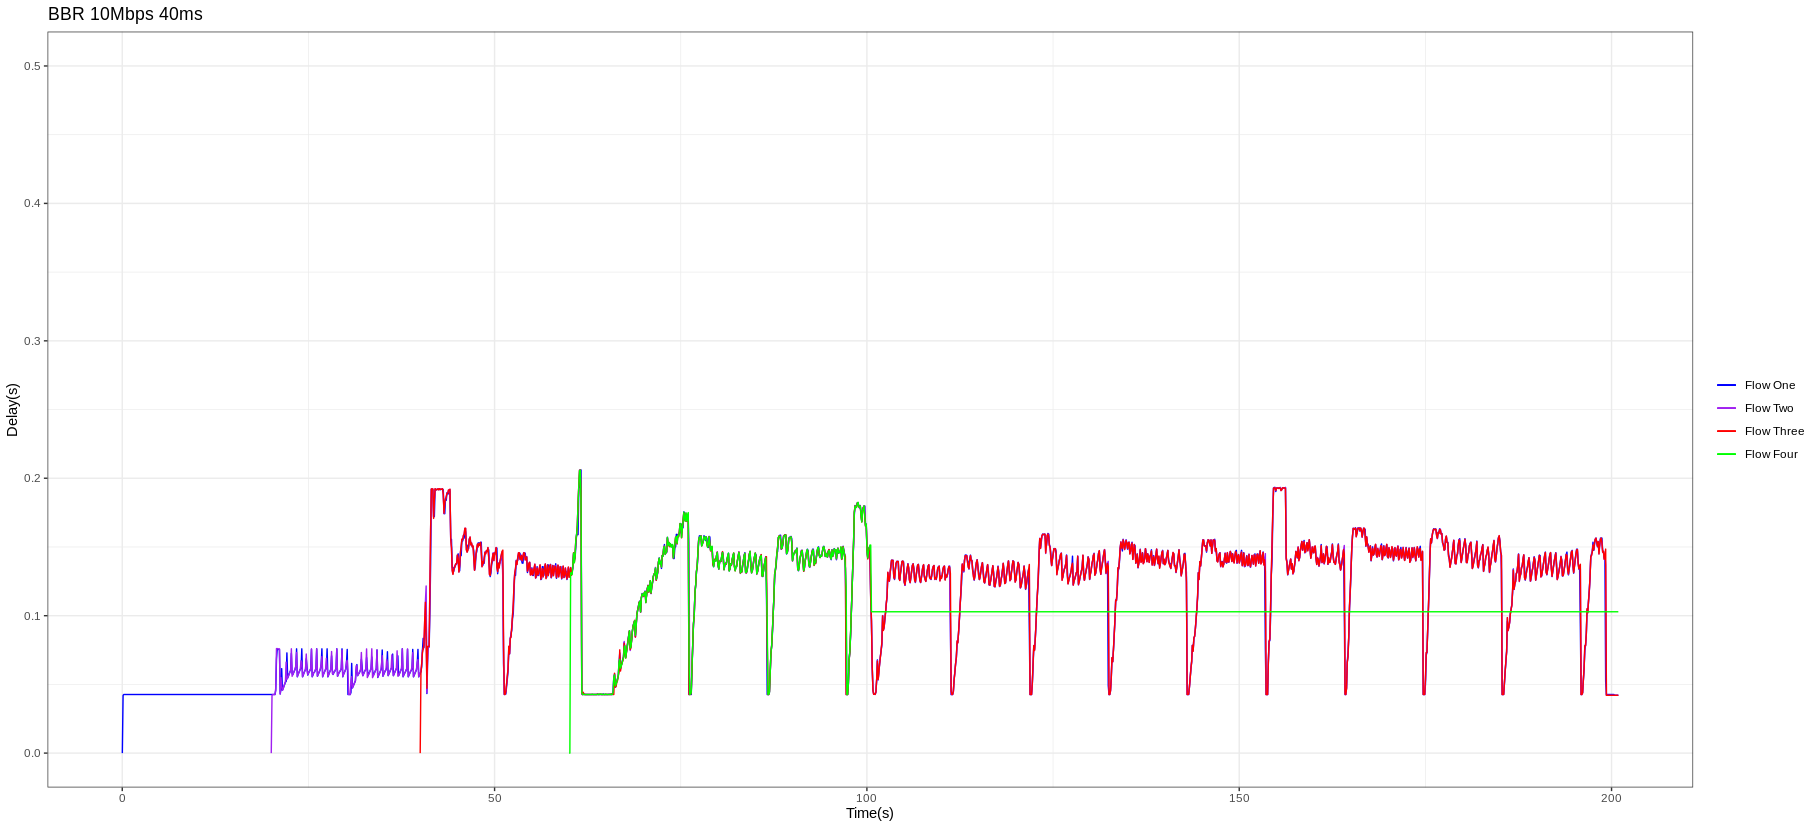 BBR 10Mbps 40ms
0.5
0.4
0.3
0.2
0.1
0.0
Delay(s)
0 50 100 150 200
Time(s)
Flow One
Flow Two
Flow Three
Flow Four